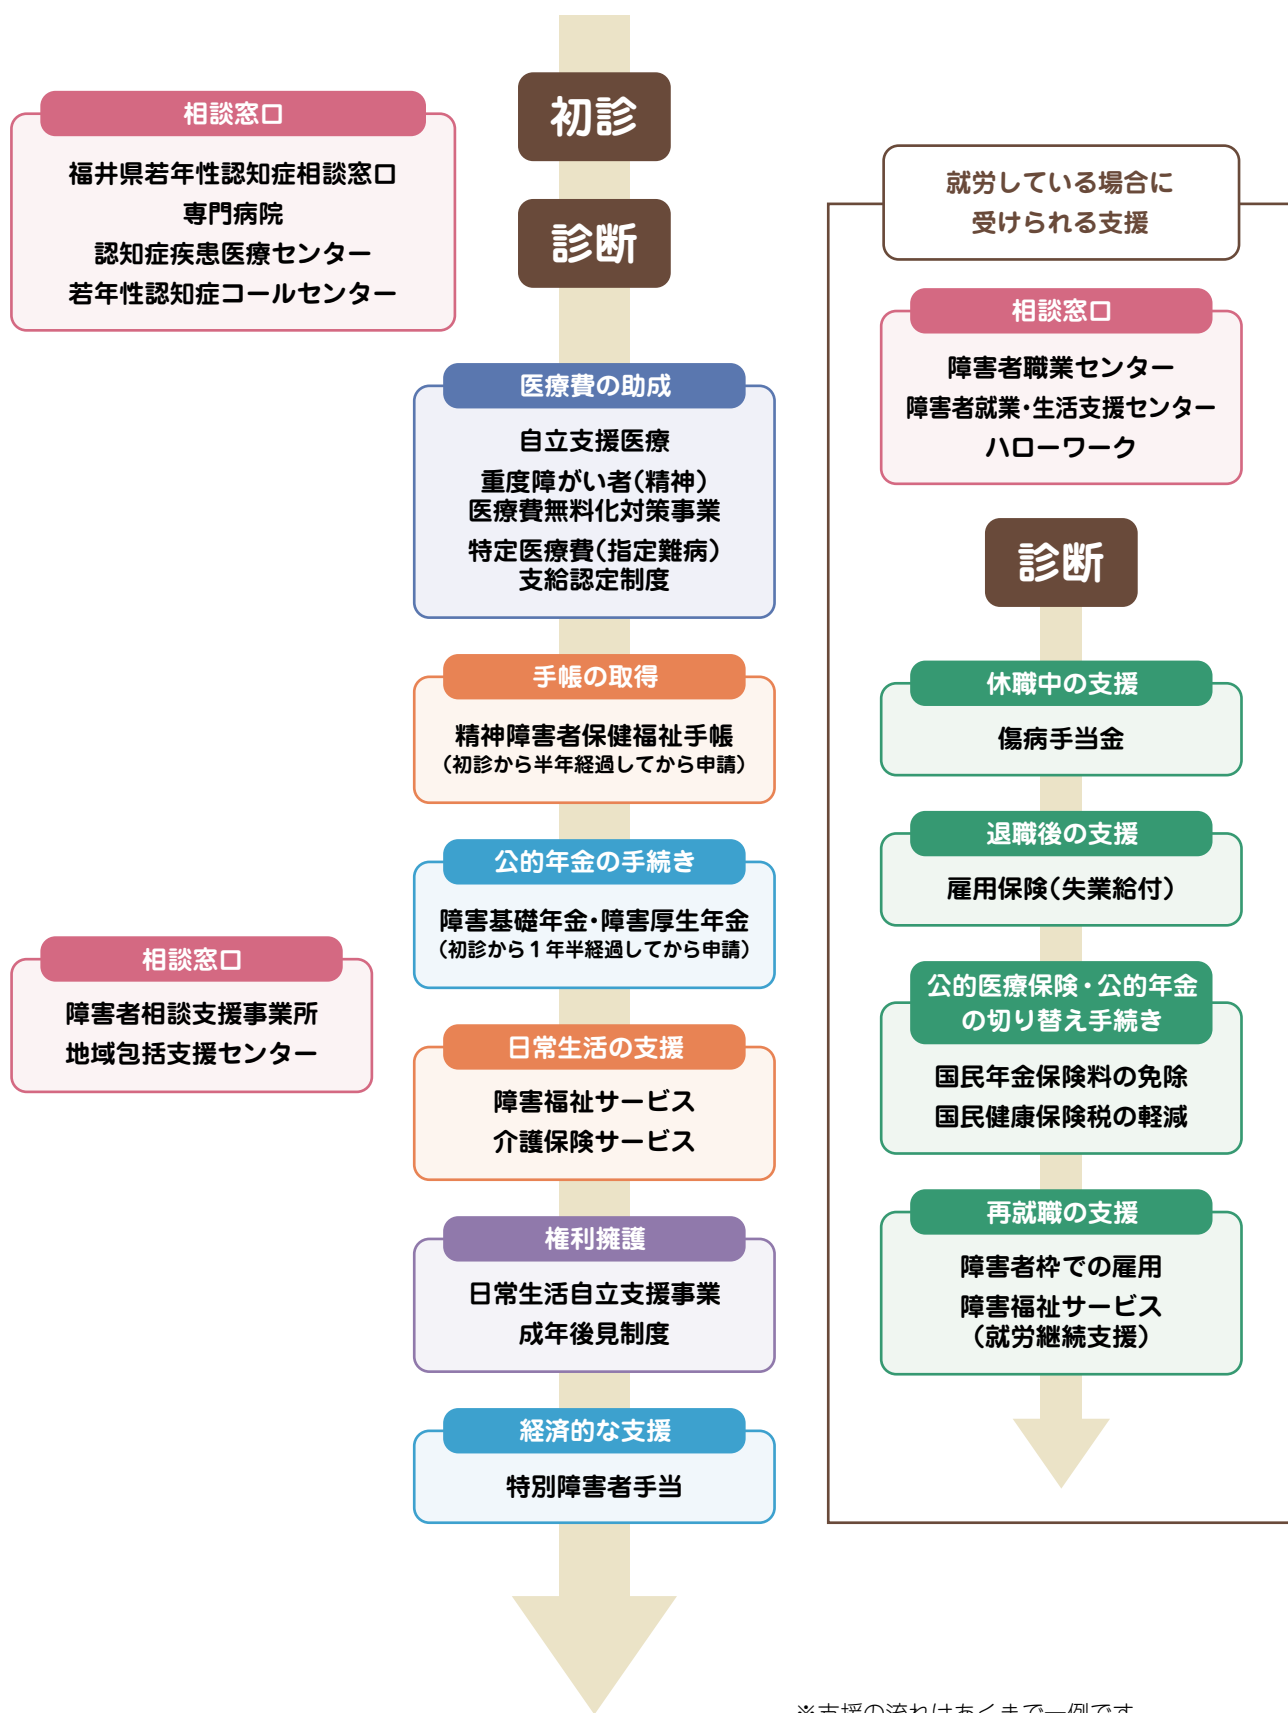 相談窓口
福井県若年性認知症相談窓口
専門病院
認知症疾患医療センター
若年性認知症コールセンター
初診
診断
医療費の助成
自立支援医療
重度障がい者(精神)
医療費無料化対策事業
特定医療費(指定難病)
支給認定制度
手帳の取得
精神障害者保健福祉手帳
(初診から半年経過してから申請)
公的年金の手続き
障害基礎年金・障害厚生年金
(初診から1年半経過してから申請)
相談窓口
障害者相談支援事業所
地域包括支援センター
日常生活の支援
障害福祉サービス
介護保険サービス
権利擁護
日常生活自立支援事業
成年後見制度
経済的な支援
特別障害者手当
就労している場合に
受けられる支援
相談窓口
障害者職業センター
障害者就業・生活支援センター
ハローワーク
診断
休職中の支援
傷病手当金
退職後の支援
雇用保険(失業給付)
公的医療保険・公的年金
の切り替え手続き
国民年金保険料の免除
国民健康保険税の軽減
再就職の支援
障害者枠での雇用
障害福祉サービス
(就労継続支援)
※支援の流れはあくまで一例です